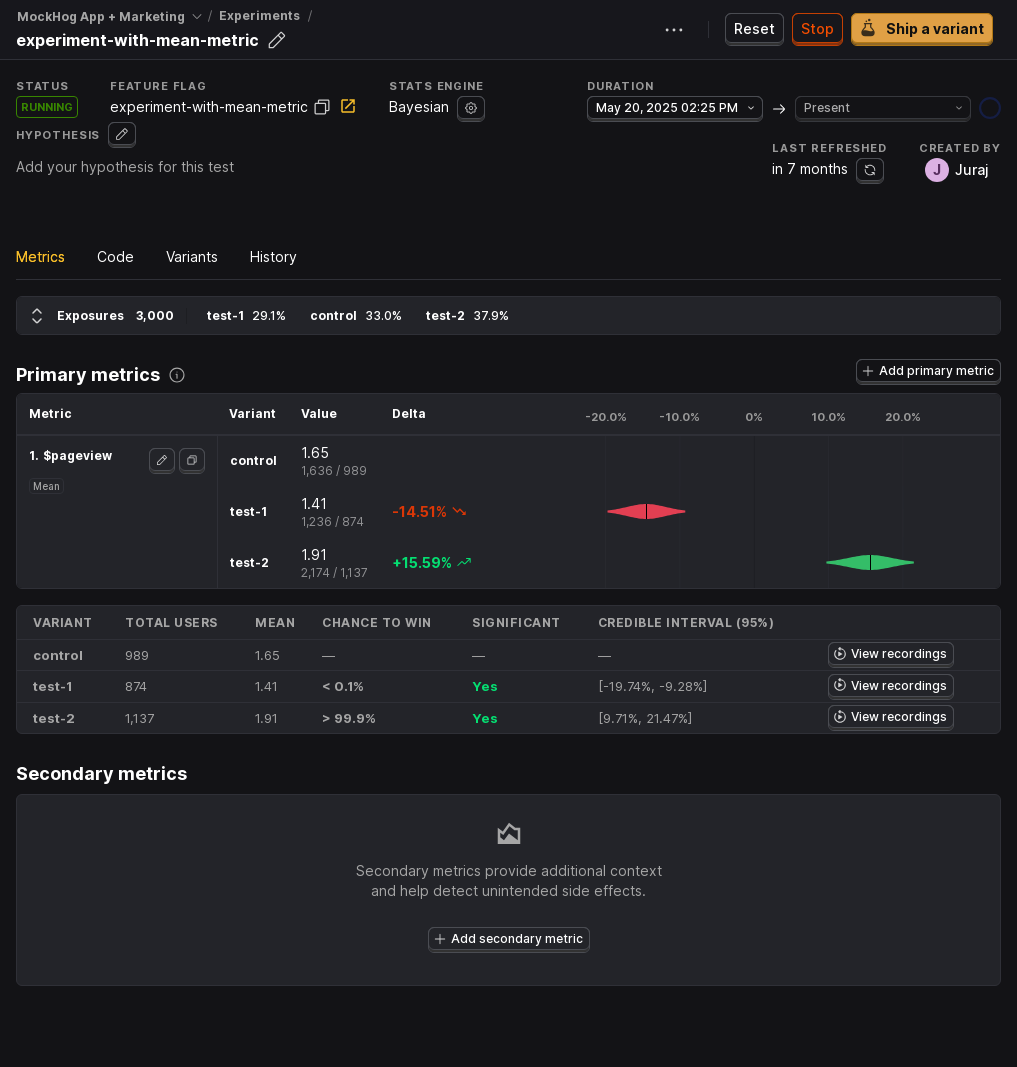 MockHog App + Marketing / Experiments /
experiment-with-mean-metric
Reset Stop Ship a variant
STATUS FEATURE FLAG STATS ENGINE DURATION
RUNNING experiment-with-mean-metric Bayesian May 20, 2025 02:25 PM → Present
HYPOTHESIS
Add your hypothesis for this test
LAST REFRESHED CREATED BY
in 7 months J Juraj
Metrics Code Variants History
Exposures 3,000 test-1 29.1% control 33.0% test-2 37.9%
Primary metrics
Add primary metric
Metric Variant Value Delta -20.0% -10.0% 0% 10.0% 20.0%
1. $pageview
Mean
control 1.65
1,636 / 989
test-1 1.41 -14.51%
1,236 / 874
test-2 1.91 +15.59%
2,174 / 1,137
VARIANT TOTAL USERS MEAN CHANCE TO WIN SIGNIFICANT CREDIBLE INTERVAL (95%)
control 989 1.65 — — — View recordings
test-1 874 1.41 < 0.1% Yes [-19.74%, -9.28%] View recordings
test-2 1,137 1.91 > 99.9% Yes [9.71%, 21.47%] View recordings
Secondary metrics
Secondary metrics provide additional context
and help detect unintended side effects.
Add secondary metric